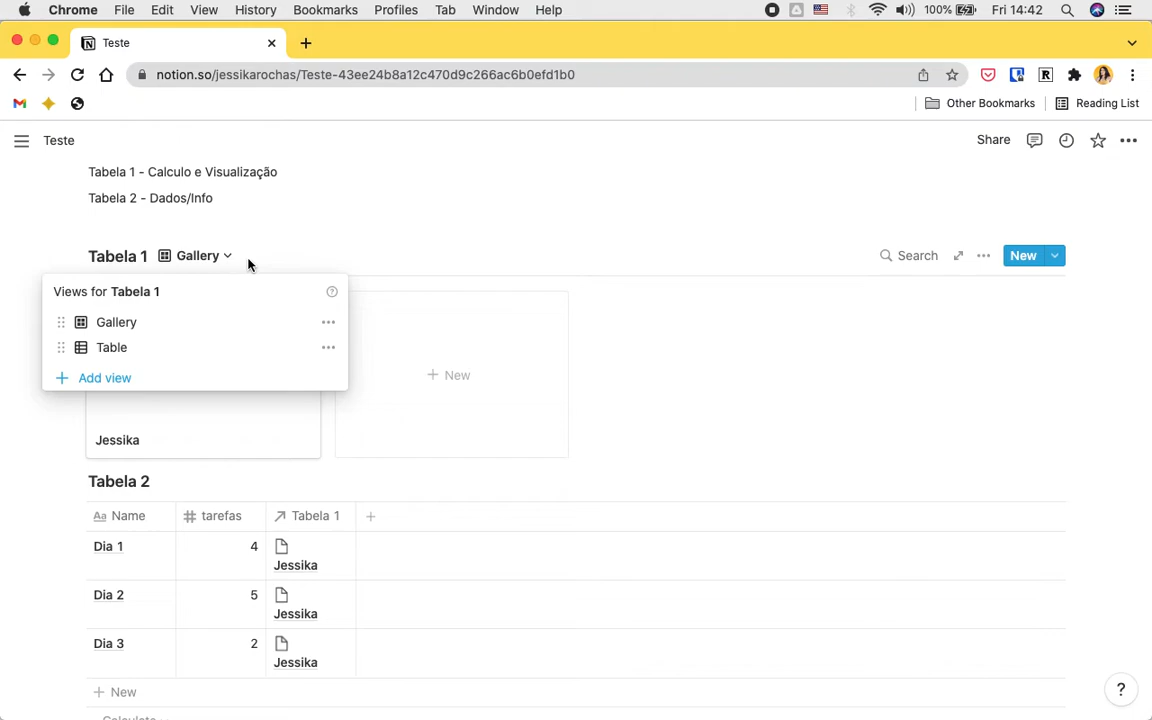 Chrome File Edit View History Bookmarks Profiles Tab Window Help 100% Fri 14:42
Teste
notion.so/jessikarochas/Teste-43ee24b8a12c470d9c266ac6b0efd1b0
Other Bookmarks Reading List
Teste Share
Tabela 1 - Calculo e Visualização
Tabela 2 - Dados/Info
Tabela 1 Gallery Search New
Views for Tabela 1
Gallery
Table
Add view
New
Jessika
Tabela 2
Aa Name # tarefas Tabela 1
Dia 1 4 Jessika
Dia 2 5 Jessika
Dia 3 2 Jessika
New
Calculate